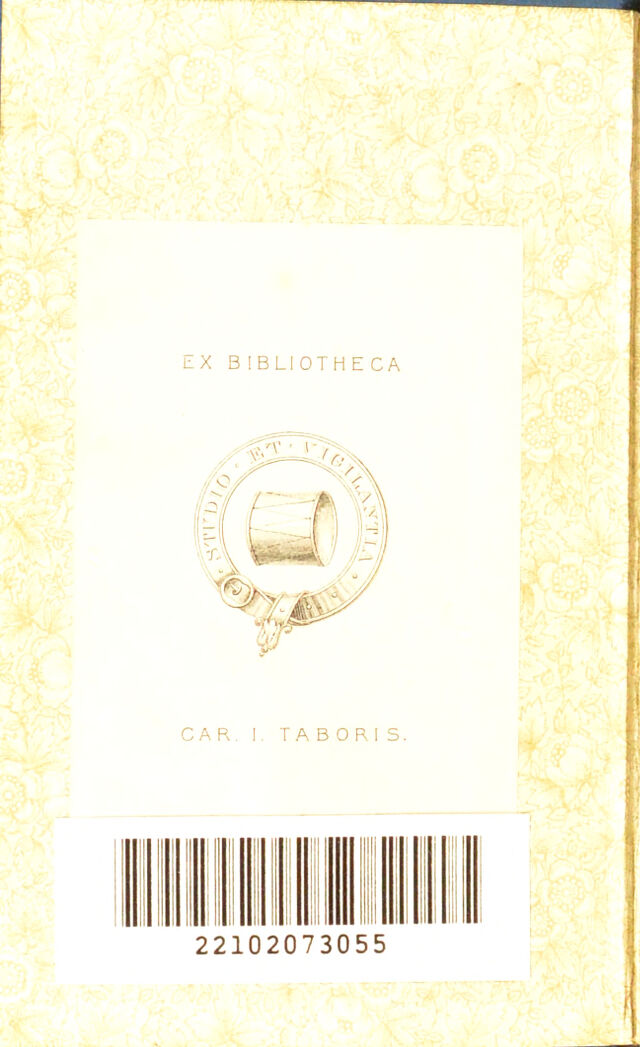 EX BIBLIOTHECA
STUDIO · ET · VIGILANTIA ·
CAR. I. TABORIS.
22102073055